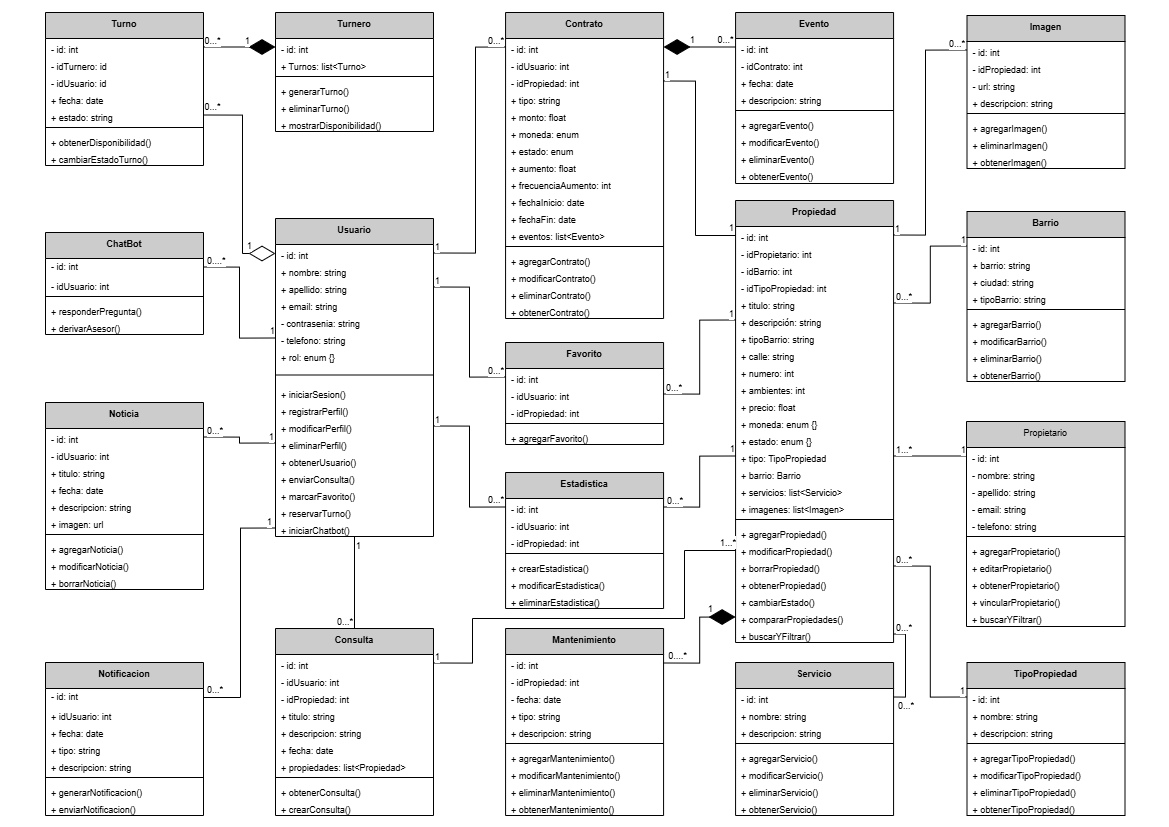 Turno
- id: int
- idTurnero: id
- idUsuario: id
+ fecha: date
+ estado: string
+ obtenerDisponibilidad()
+ cambiarEstadoTurno()
0...*
1
0...*
Turnero
- id: int
+ Turnos: list<Turno>
+ generarTurno()
+ eliminarTurno()
+ mostrarDisponibilidad()
Contrato
- id: int
- idUsuario: int
- idPropiedad: int
+ tipo: string
+ monto: float
+ moneda: enum
+ estado: enum
+ aumento: float
+ frecuenciaAumento: int
+ fechaInicio: date
+ fechaFin: date
+ eventos: list<Evento>
+ agregarContrato()
+ modificarContrato()
+ eliminarContrato()
+ obtenerContrato()
0...*
1
0...*
1
Evento
- id: int
- idContrato: int
+ fecha: date
+ descripcion: string
+ agregarEvento()
+ modificarEvento()
+ eliminarEvento()
+ obtenerEvento()
Imagen
- id: int
- idPropiedad: int
- url: string
+ descripcion: string
+ agregarImagen()
+ eliminarImagen()
+ obtenerImagen()
0...*
ChatBot
- id: int
- idUsuario: int
+ responderPregunta()
+ derivarAsesor()
0....*
1
1
Usuario
- id: int
+ nombre: string
+ apellido: string
+ email: string
- contrasenia: string
- telefono: string
+ rol: enum {}
+ iniciarSesion()
+ registrarPerfil()
+ modificarPerfil()
+ eliminarPerfil()
+ obtenerUsuario()
+ enviarConsulta()
+ marcarFavorito()
+ reservarTurno()
+ iniciarChatbot()
1
1
1
1
1
1
Favorito
- id: int
- idUsuario: int
- idPropiedad: int
+ agregarFavorito()
0...*
0...*
Estadistica
- id: int
- idUsuario: int
- idPropiedad: int
+ crearEstadistica()
+ modificarEstadistica()
+ eliminarEstadistica()
0...*
0...*
Propiedad
- id: int
- idPropietario: int
- idBarrio: int
- idTipoPropiedad: int
+ titulo: string
+ descripción: string
+ tipoBarrio: string
+ calle: string
+ numero: int
+ ambientes: int
+ precio: float
+ moneda: enum {}
+ estado: enum {}
+ tipo: TipoPropiedad
+ barrio: Barrio
+ servicios: list<Servicio>
+ imagenes: list<Imagen>
+ agregarPropiedad()
+ modificarPropiedad()
+ borrarPropiedad()
+ obtenerPropiedad()
+ cambiarEstado()
+ compararPropiedades()
+ buscarYFiltrar()
1
1
1
1...*
1
1
0...*
1...*
0...*
0...*
Barrio
- id: int
+ barrio: string
+ ciudad: string
+ tipoBarrio: string
+ agregarBarrio()
+ modificarBarrio()
+ eliminarBarrio()
+ obtenerBarrio()
1
Noticia
- id: int
- idUsuario: int
+ titulo: string
+ fecha: date
+ descripcion: string
+ imagen: url
+ agregarNoticia()
+ modificarNoticia()
+ borrarNoticia()
0...*
Propietario
- id: int
- nombre: string
- apellido: string
- email: string
- telefono: string
+ agregarPropietario()
+ editarPropietario()
+ obtenerPropietario()
+ vincularPropietario()
+ buscarYFiltrar()
1
Notificacion
- id: int
+ idUsuario: int
+ fecha: date
+ tipo: string
+ descripcion: string
+ generarNotificacion()
+ enviarNotificacion()
0...*
Consulta
- id: int
- idUsuario: int
- idPropiedad: int
+ titulo: string
+ descripcion: string
+ fecha: date
+ propiedades: list<Propiedad>
+ obtenerConsulta()
+ crearConsulta()
0...*
1
Mantenimiento
- id: int
- idPropiedad: int
- fecha: date
+ tipo: string
+ descripcion: string
+ agregarMantenimiento()
+ modificarMantenimiento()
+ eliminarMantenimiento()
+ obtenerMantenimiento()
0....*
Servicio
- id: int
+ nombre: string
+ descripcion: string
+ agregarServicio()
+ modificarServicio()
+ eliminarServicio()
+ obtenerServicio()
0...*
TipoPropiedad
- id: int
+ nombre: string
+ descripcion: string
+ agregarTipoPropiedad()
+ modificarTipoPropiedad()
+ eliminarTipoPropiedad()
+ obtenerTipoPropiedad()
1